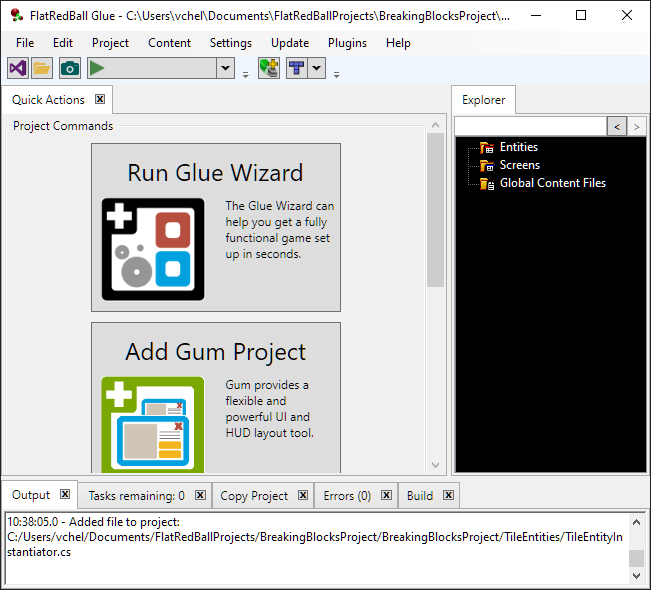 FlatRedBall Glue - C:\Users\vchel\Documents\FlatRedBallProjects\BreakingBlocksProject\...
File Edit Project Content Settings Update Plugins Help
Quick Actions
Explorer
Project Commands
< >
Run Glue Wizard
The Glue Wizard can
help you get a fully
functional game set
up in seconds.
Add Gum Project
Gum provides a
flexible and
powerful UI and
HUD layout tool.
Entities
Screens
Global Content Files
Output Tasks remaining: 0 Copy Project Errors (0) Build
10:38:05.0 - Added file to project:
C:/Users/vchel/Documents/FlatRedBallProjects/BreakingBlocksProject/BreakingBlocksProject/TileEntities/TileEntityIn
stantiator.cs